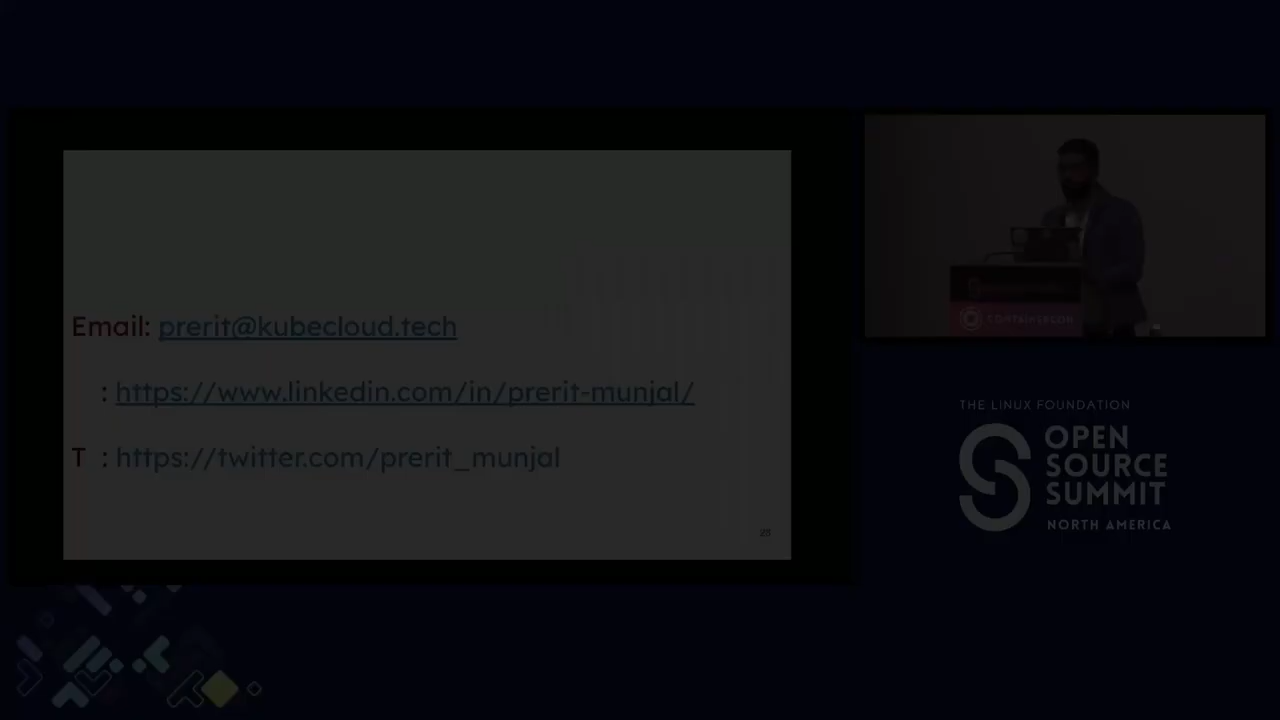 Email: prerit@kubecloud.tech
: https://www.linkedin.com/in/prerit-munjal/
T : https://twitter.com/prerit_munjal
CONTAINERCON
THE LINUX FOUNDATION
OPEN
SOURCE
SUMMIT
NORTH AMERICA